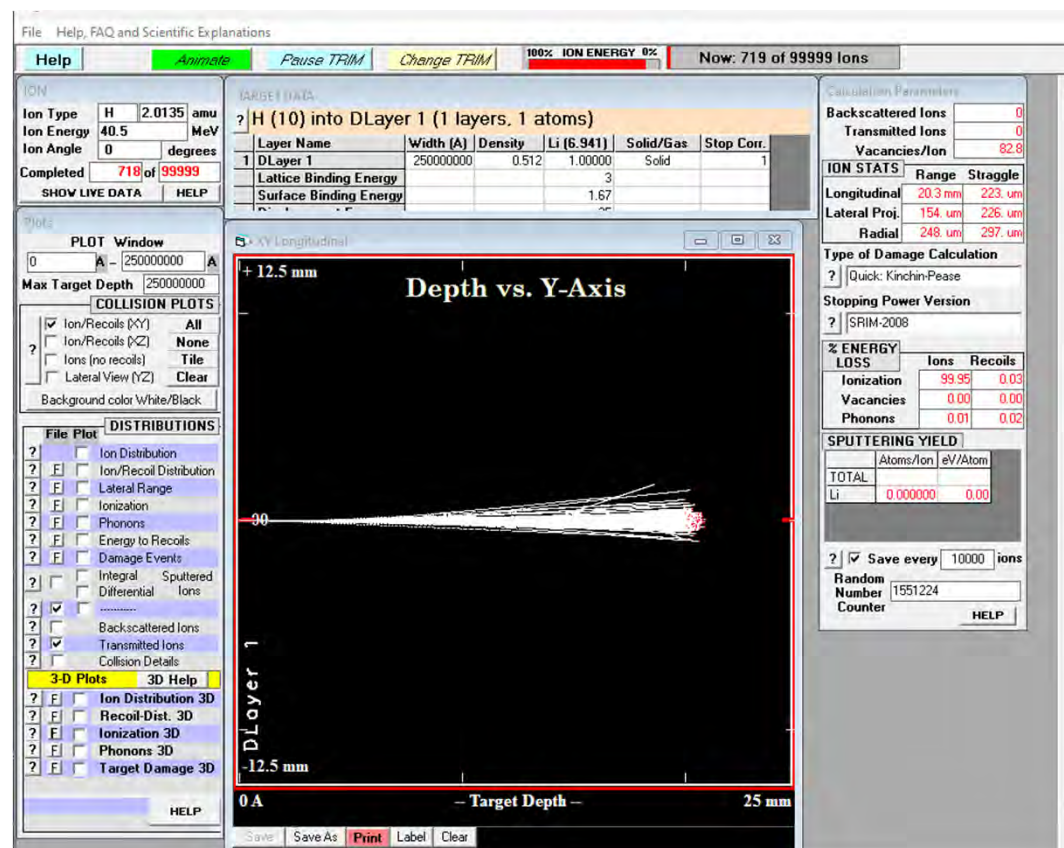 File Help, FAQ and Scientific Explanations
Help Animate Pause TRIM Change TRIM 100% ION ENERGY 0% Now: 719 of 99999 Ions
ION
Ion Type H 2.0135 amu
Ion Energy 40.5 MeV
Ion Angle 0 degrees
Completed 718 of 99999
SHOW LIVE DATA HELP
TARGET DATA
? H (10) into DLayer 1 (1 layers, 1 atoms)
Layer Name Width (A) Density Li (6.941) Solid/Gas Stop Corr.
1 DLayer 1 250000000 0.512 1.00000 Solid 1
Lattice Binding Energy 3
Surface Binding Energy 1.67
Calculation Parameters
Backscattered Ions 0
Transmitted Ions 0
Vacancies/Ion 82.8
ION STATS Range Straggle
Longitudinal 20.3 mm 223. um
Lateral Proj. 154. um 226. um
Radial 248. um 297. um
Type of Damage Calculation
? Quick: Kinchin-Pease
Stopping Power Version
? SRIM-2008
% ENERGY LOSS Ions Recoils
Ionization 99.95 0.03
Vacancies 0.00 0.00
Phonons 0.01 0.02
SPUTTERING YIELD
Atoms/Ion eV/Atom
TOTAL
Li 0.000000 0.00
? Save every 10000 ions
Random Number Counter 1551224
HELP
Plots
PLOT Window
0 A - 250000000 A
Max Target Depth 250000000
COLLISION PLOTS
Ion/Recoils (XY) All
Ion/Recoils (XZ) None
? Ions (no recoils) Tile
Lateral View (YZ) Clear
Background color White/Black
DISTRIBUTIONS
File Plot
? Ion Distribution
? F Ion/Recoil Distribution
? F Lateral Range
? F Ionization
? F Phonons
? F Energy to Recoils
? F Damage Events
? Integral Sputtered
Differential Ions
? ----------
? Backscattered Ions
? Transmitted Ions
? Collision Details
3-D Plots 3D Help
? F Ion Distribution 3D
? F Recoil-Dist. 3D
? F Ionization 3D
? F Phonons 3D
? F Target Damage 3D
HELP
XY Longitudinal
+ 12.5 mm
Depth vs. Y-Axis
DLayer 1
-12.5 mm
0 A -- Target Depth -- 25 mm
Save Save As Print Label Clear